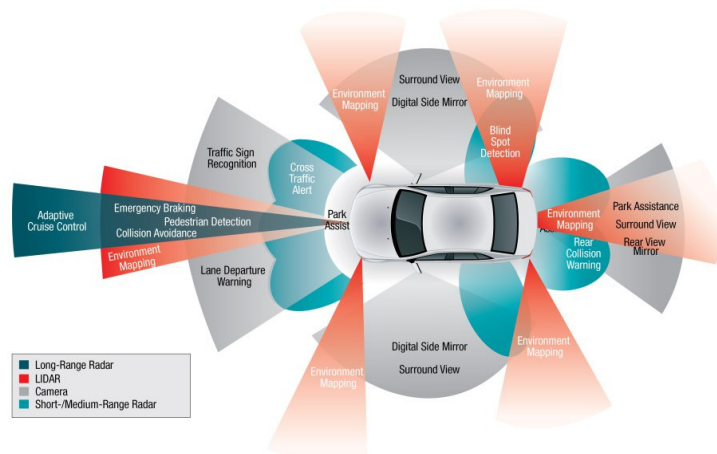 Environment
Mapping
Surround View
Digital Side Mirror
Environment
Mapping
Blind
Spot
Detection
Traffic Sign
Recognition
Cross
Traffic
Alert
Adaptive
Cruise Control
Emergency Braking
Pedestrian Detection
Collision Avoidance
Environment
Mapping
Lane Departure
Warning
Park
Assist
Environment
Mapping
Rear
Collision
Warning
Park Assistance
Surround View
Rear View
Mirror
Environment
Mapping
Digital Side Mirror
Surround View
Environment
Mapping
Long-Range Radar
LIDAR
Camera
Short-/Medium-Range Radar